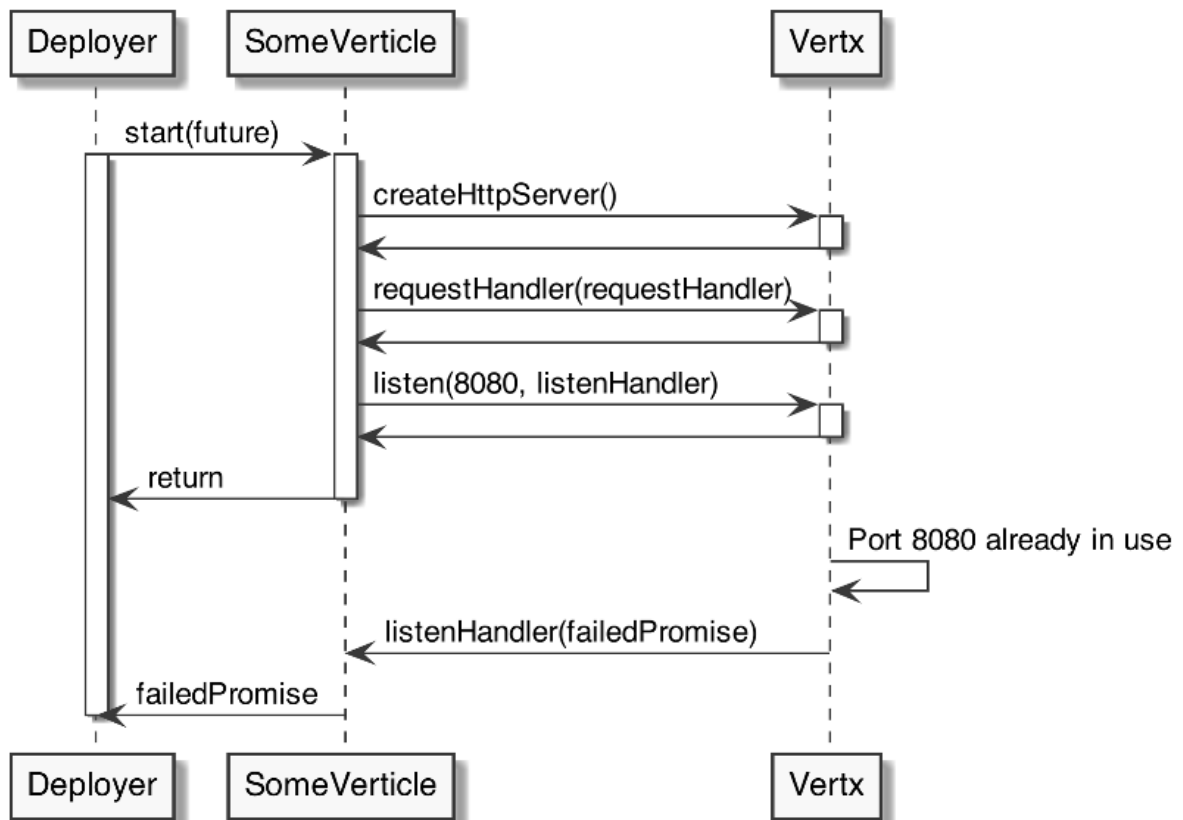 Deployer
SomeVerticle
Vertx
start(future)
createHttpServer()
requestHandler(requestHandler)
listen(8080, listenHandler)
return
Port 8080 already in use
listenHandler(failedPromise)
failedPromise
Deployer
SomeVerticle
Vertx